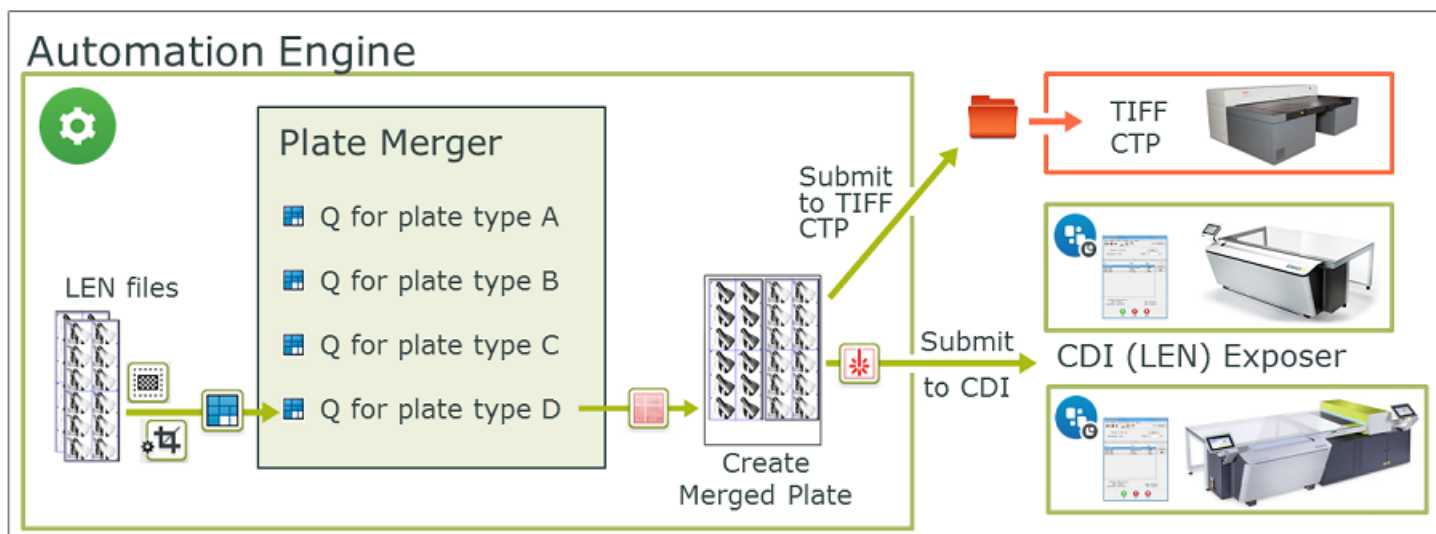 Automation Engine
Plate Merger
Q for plate type A
Q for plate type B
Q for plate type C
Q for plate type D
LEN files
Create
Merged Plate
Submit
to TIFF
CTP
TIFF
CTP
Submit
to CDI
CDI (LEN) Exposer